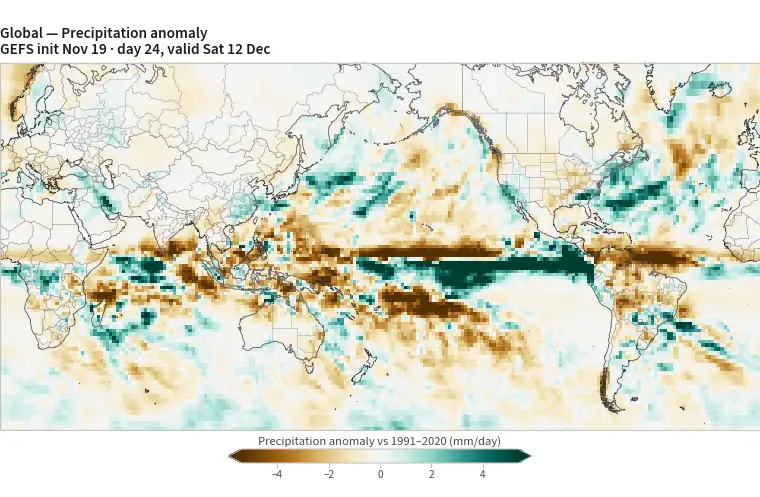 Global — Precipitation anomaly
GEFS init Nov 19 · day 24, valid Sat 12 Dec
Precipitation anomaly vs 1991–2020 (mm/day)
−4 −2 0 2 4